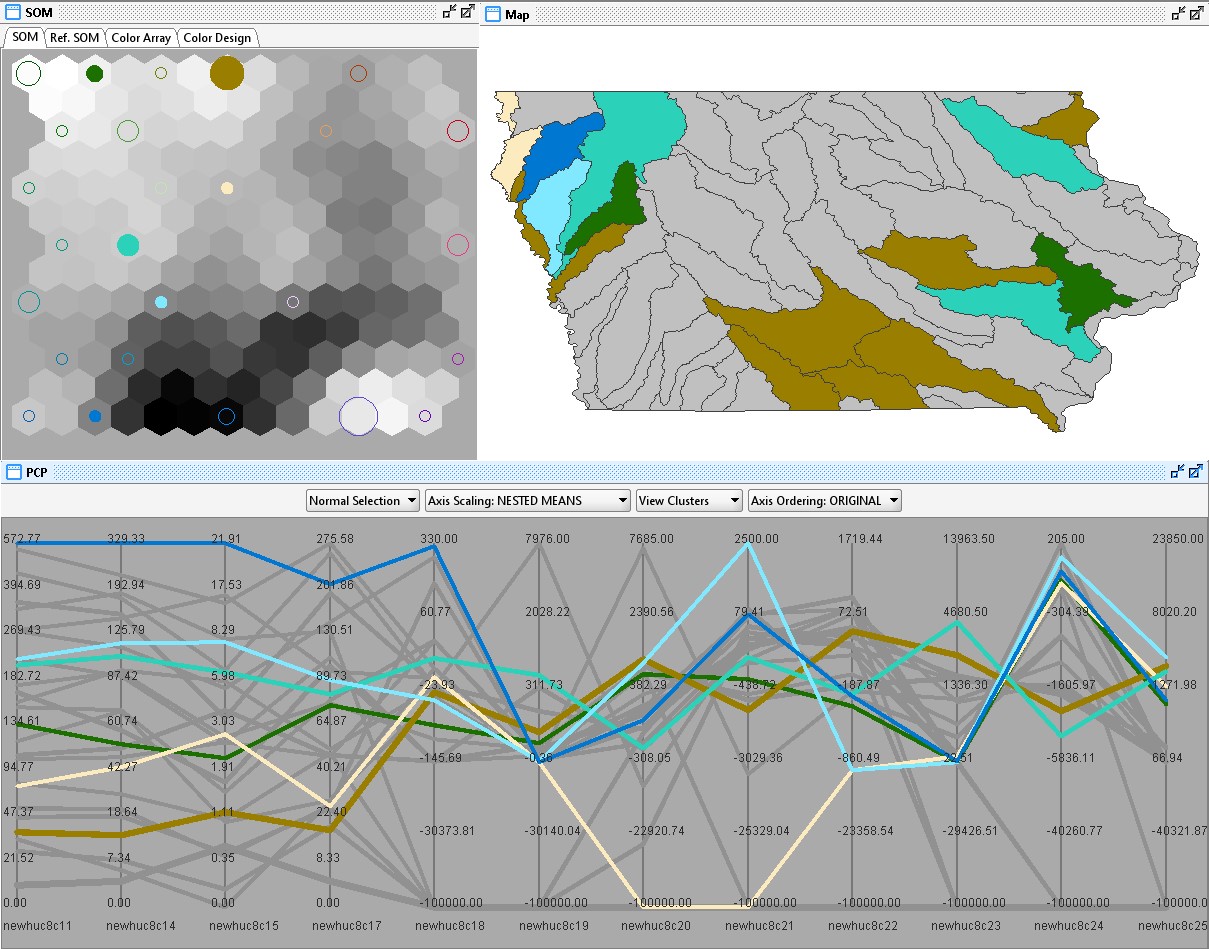 SOM
Map
SOM Ref. SOM Color Array Color Design
PCP
Normal Selection Axis Scaling: NESTED MEANS View Clusters Axis Ordering: ORIGINAL
572.77 329.33 21.91 275.58 330.00 7976.00 7685.00 2500.00 1719.44 13963.50 205.00 23850.00
394.69 192.94 17.53 201.86
60.77 2028.22 2390.56 79.41 72.51 4680.50 -304.39 8020.20
269.43 125.79 8.29 130.51
182.72 87.42 5.98 89.73
-23.93 311.73 382.29 -438.72 -187.87 1336.30 -1605.97 1271.98
134.61 60.74 3.03 64.87
-145.69 -0.36 -308.05 -3029.36 -860.49 22.51 -5836.11 66.94
94.77 42.27 1.91 40.21
47.37 18.64 1.11 22.40
-30373.81 -30140.04 -22920.74 -25339.04 -23358.54 -29426.51 -40260.77 -40321.87
21.52 7.34 0.35 8.33
0.00 0.00 0.00 0.00 -100000.00 -100000.00 -100000.00 -100000.00 -100000.00 -100000.00 -100000.00 -100000.0
newhuc8c11 newhuc8c14 newhuc8c15 newhuc8c17 newhuc8c18 newhuc8c19 newhuc8c20 newhuc8c21 newhuc8c22 newhuc8c23 newhuc8c24 newhuc8c25